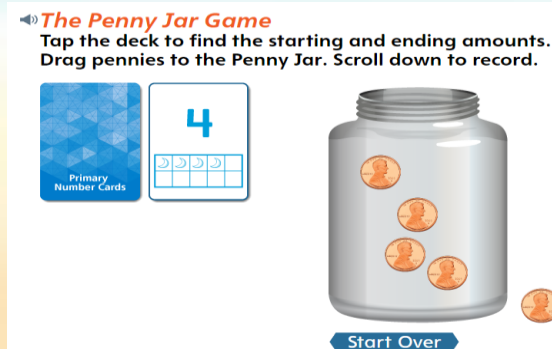 The Penny Jar Game
Tap the deck to find the starting and ending amounts.
Drag pennies to the Penny Jar. Scroll down to record.
4
Primary
Number Cards
Start Over